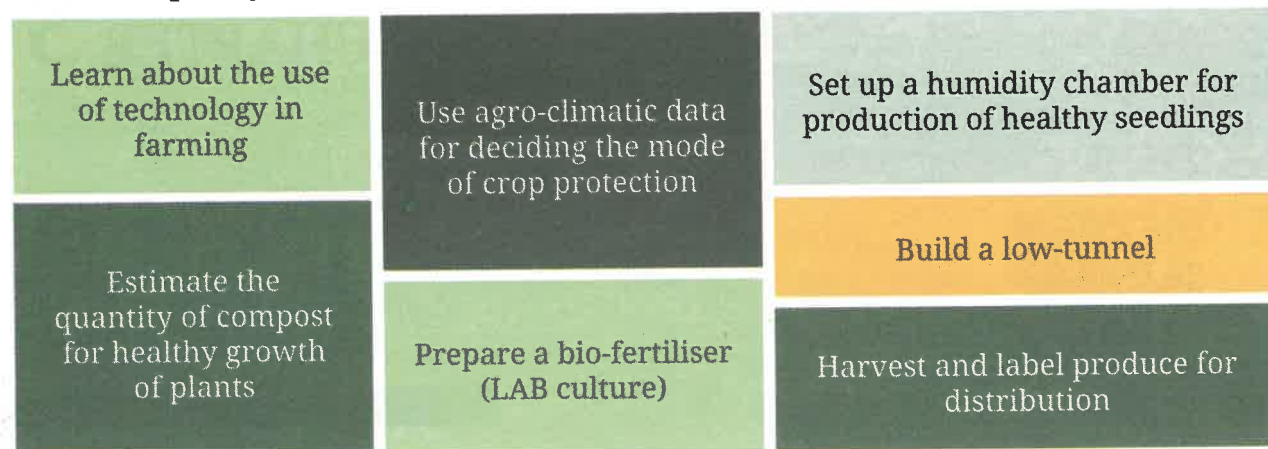 Learn about the use
of technology in
farming
Estimate the
quantity of compost
for healthy growth
of plants
Use agro-climatic data
for deciding the mode
of crop protection
Prepare a bio-fertiliser
(LAB culture)
Set up a humidity chamber for
production of healthy seedlings
Build a low-tunnel
Harvest and label produce for
distribution